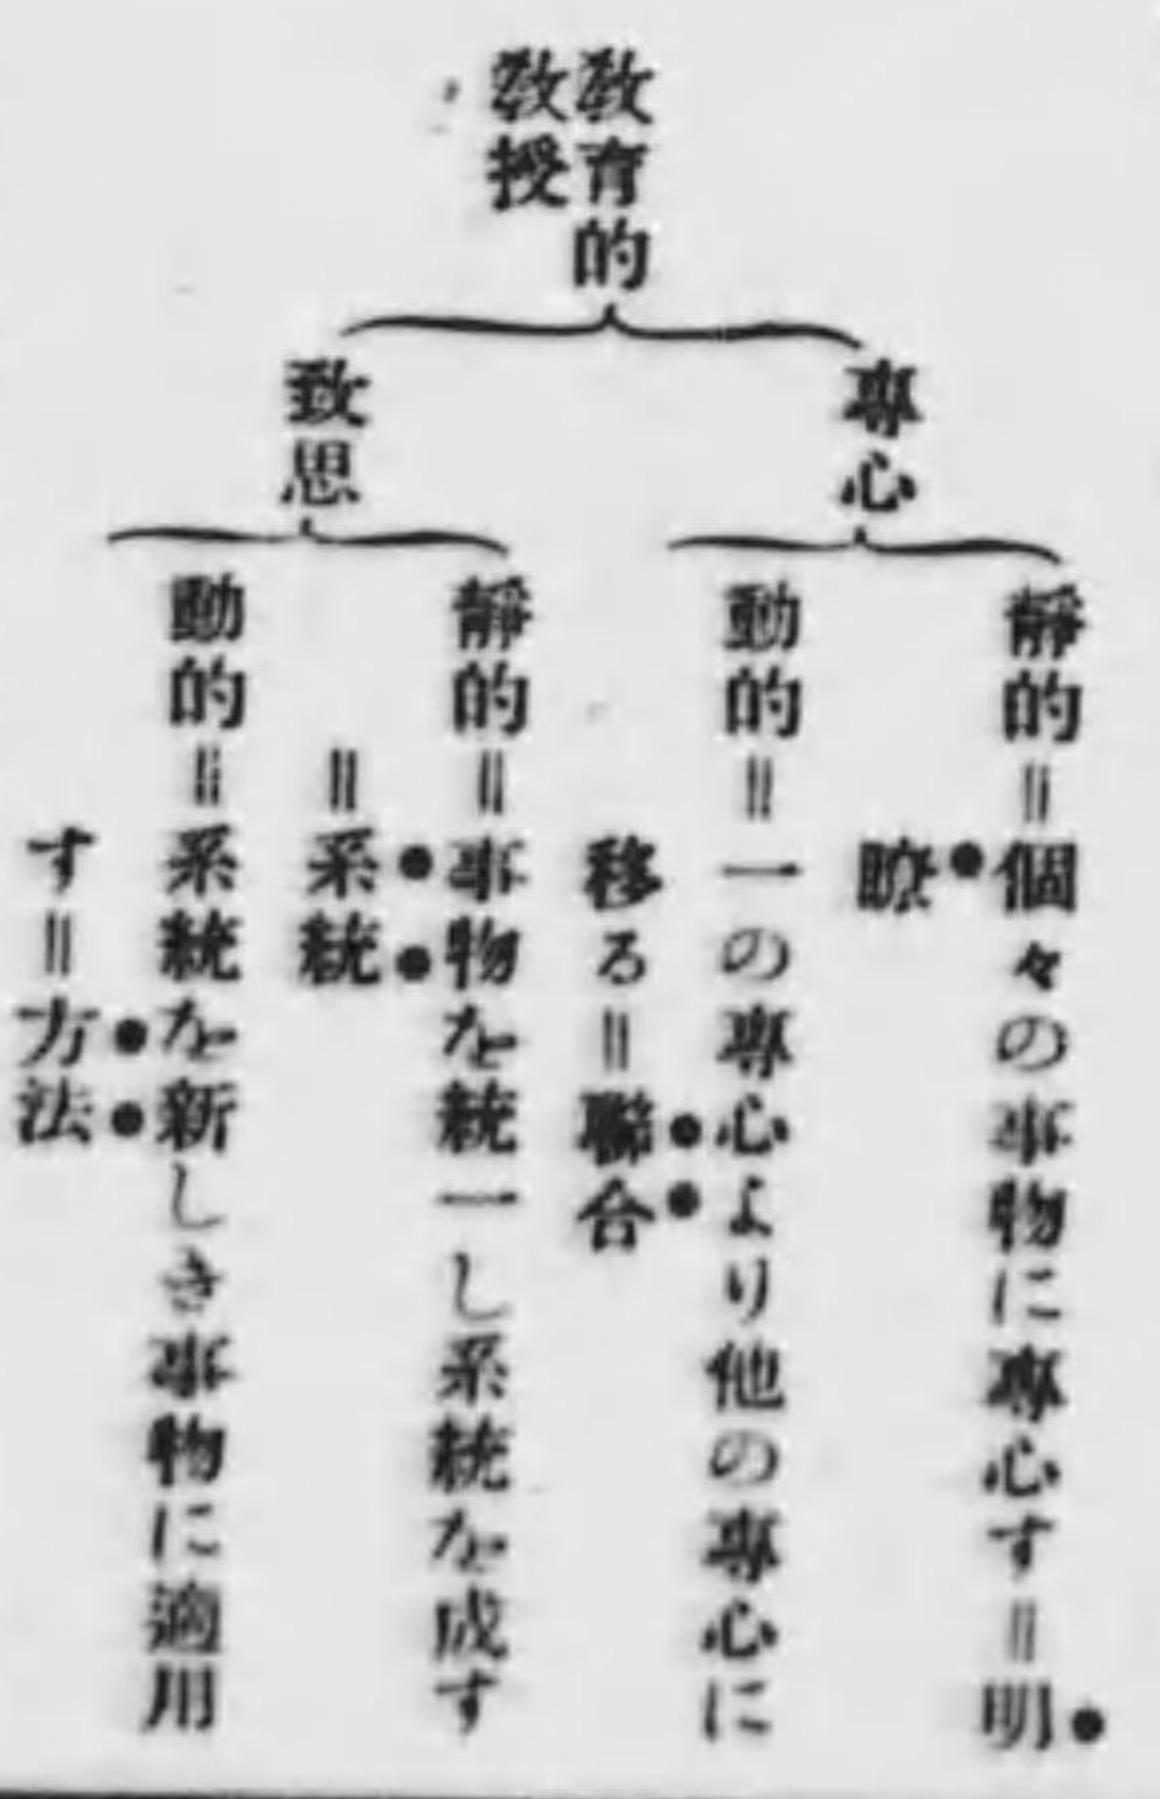 敎育的
敎授
專心
靜的＝個々の事物に專心す＝明
瞭
動的＝一の專心より他の專心に
移る＝聯合
致思
靜的＝事物を統一し系統を成す
＝系統
動的＝系統を新しき事物に適用
す＝方法